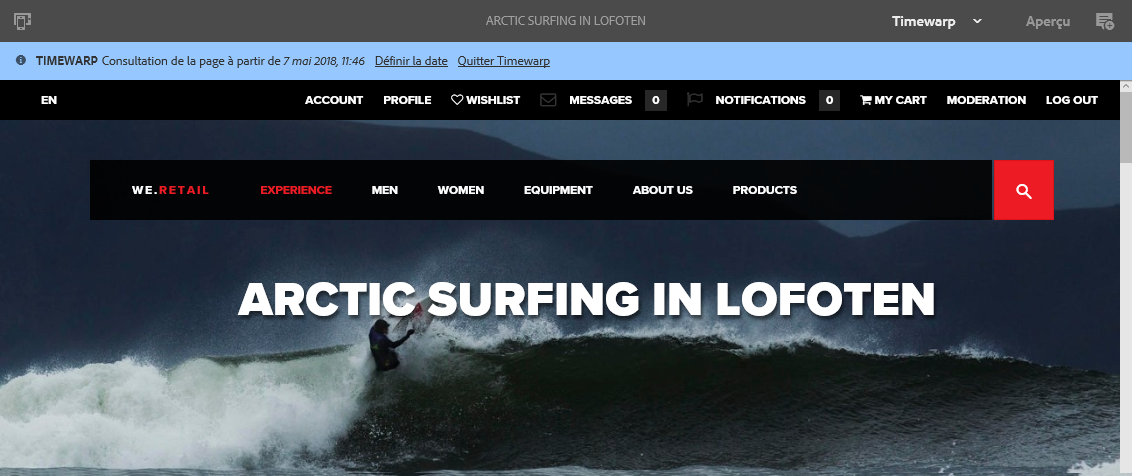 ARCTIC SURFING IN LOFOTEN Timewarp Aperçu
TIMEWARP Consultation de la page à partir de 7 mai 2018, 11:46 Définir la date Quitter Timewarp
EN ACCOUNT PROFILE WISHLIST MESSAGES 0 NOTIFICATIONS 0 MY CART MODERATION LOG OUT
WE.RETAIL EXPERIENCE MEN WOMEN EQUIPMENT ABOUT US PRODUCTS
ARCTIC SURFING IN LOFOTEN